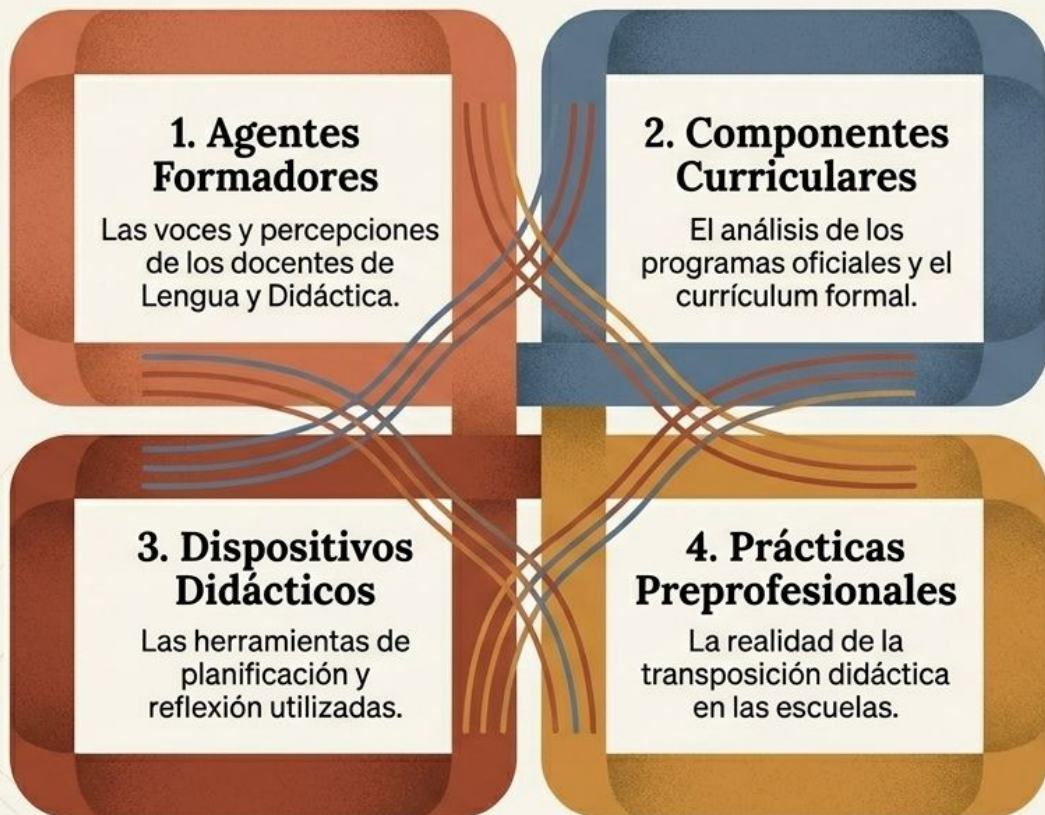 1. Agentes
Formadores
Las voces y percepciones
de los docentes de
Lengua y Didáctica.
2. Componentes
Curriculares
El análisis de los
programas oficiales y el
currículum formal.
3. Dispositivos
Didácticos
Las herramientas de
planificación y
reflexión utilizadas.
4. Prácticas
Preprofesionales
La realidad de la
transposición didáctica
en las escuelas.